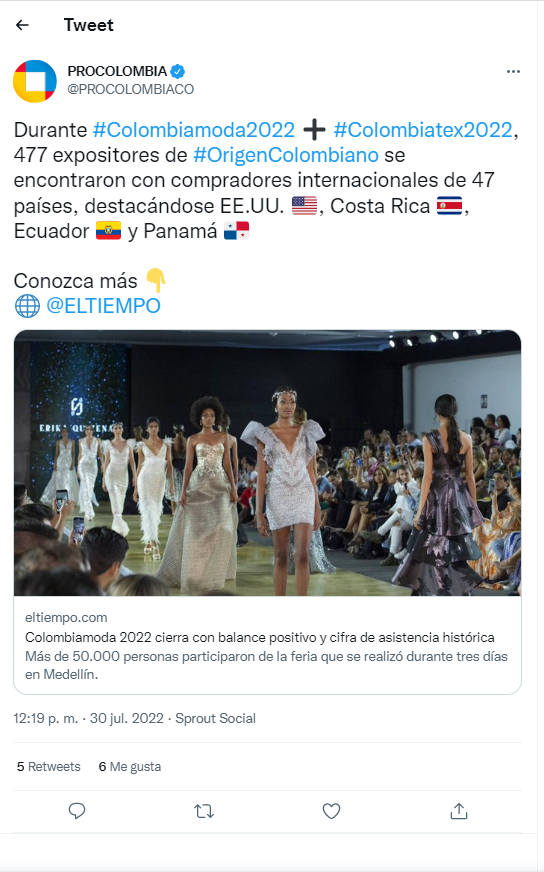 Tweet
PROCOLOMBIA
@PROCOLOMBIACO
Durante #Colombiamoda2022 ➕ #Colombiatex2022,
477 expositores de #OrigenColombiano se
encontraron con compradores internacionales de 47
países, destacándose EE.UU. 🇺🇸, Costa Rica 🇨🇷,
Ecuador 🇪🇨 y Panamá 🇵🇦
Conozca más 👇
🌐 @ELTIEMPO
eltiempo.com
Colombiamoda 2022 cierra con balance positivo y cifra de asistencia histórica
Más de 50.000 personas participaron de la feria que se realizó durante tres días
en Medellín.
12:19 p. m. · 30 jul. 2022 · Sprout Social
5 Retweets 6 Me gusta